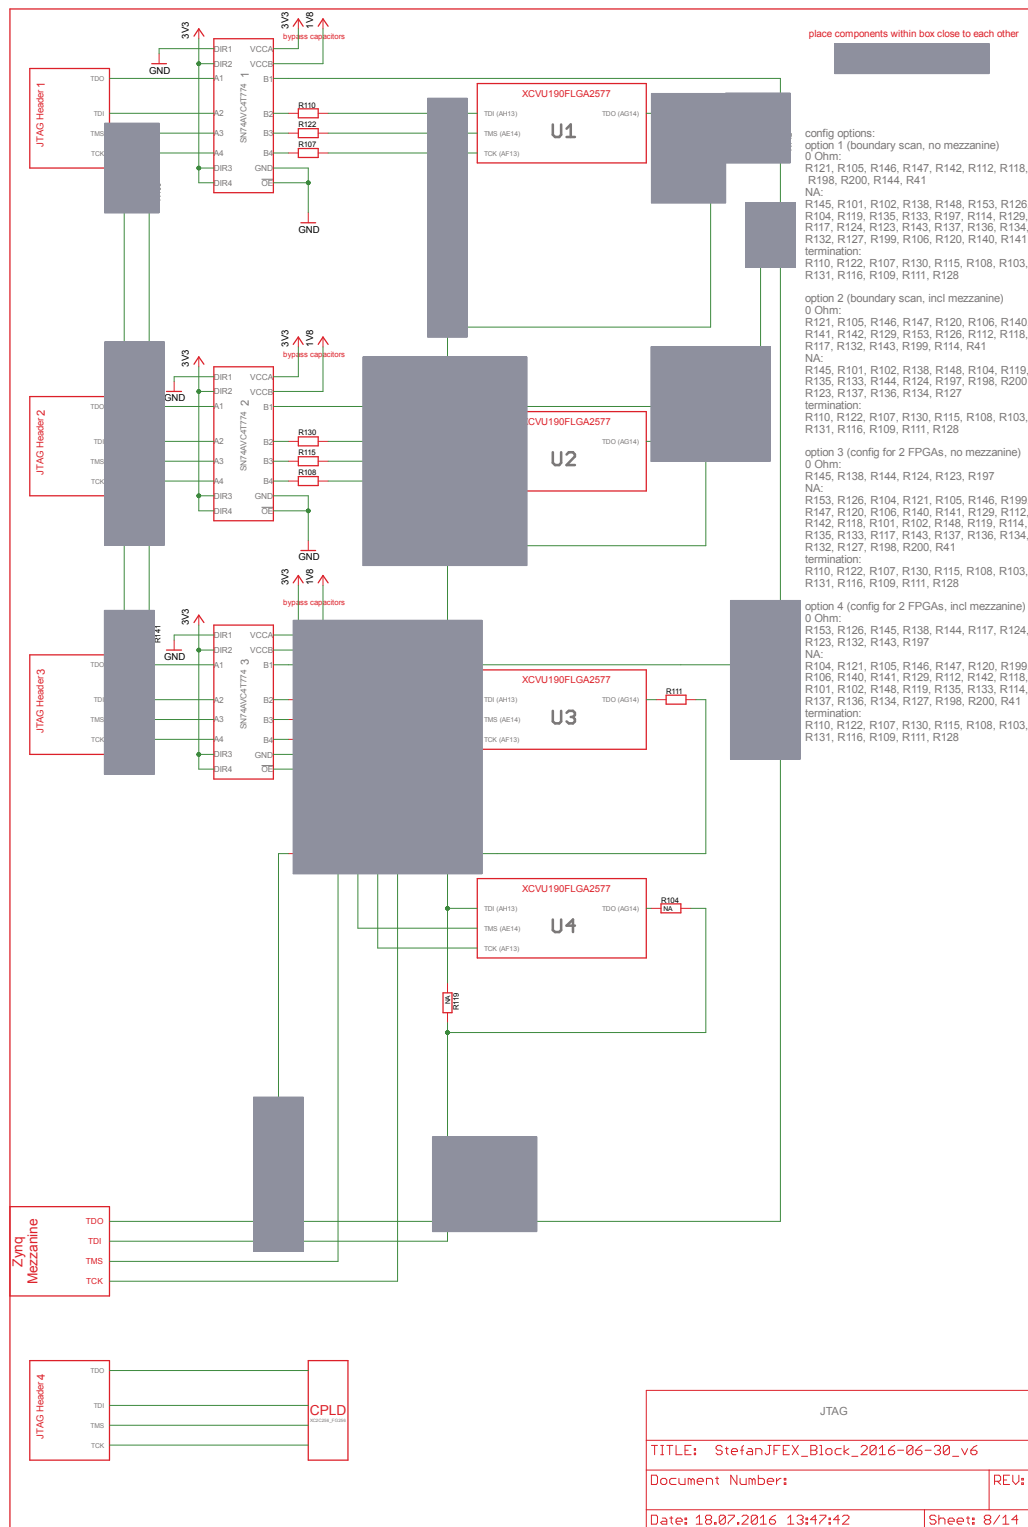 place components within box close to each other
3V3
3V3
1V8
bypass capacitors
GND
JTAG Header 1
TDO
TDI
TMS
TCK
DIR1
DIR2
A1
A2
A3
A4
DIR3
DIR4
SN74AVC4T774 1
VCCA
VCCB
B1
B2
B3
B4
GND
OE
R110
R122
R107
GND
XCVU190FLGA2577
TDI (AH13)
TMS (AE14)
TCK (AF13)
U1
TDO (AG14)
config options:
option 1 (boundary scan, no mezzanine)
0 Ohm:
R121, R105, R146, R147, R142, R112, R118,
R198, R200, R144, R41
NA:
R145, R101, R102, R138, R148, R153, R126
R104, R119, R135, R133, R197, R114, R129,
R117, R124, R123, R143, R137, R136, R134,
R132, R127, R199, R106, R120, R140, R141
termination:
R110, R122, R107, R130, R115, R108, R103,
R131, R116, R109, R111, R128
option 2 (boundary scan, incl mezzanine)
0 Ohm:
R121, R105, R146, R147, R120, R106, R140
R141, R142, R129, R153, R126, R112, R118,
R117, R132, R143, R199, R114, R41
NA:
R145, R101, R102, R138, R148, R104, R119,
R135, R133, R144, R124, R197, R198, R200
R123, R137, R136, R134, R127
termination:
R110, R122, R107, R130, R115, R108, R103,
R131, R116, R109, R111, R128
option 3 (config for 2 FPGAs, no mezzanine)
0 Ohm:
R145, R138, R144, R124, R123, R197
NA:
R153, R126, R104, R121, R105, R146, R199
R147, R120, R106, R140, R141, R129, R112,
R142, R118, R101, R102, R148, R119, R114,
R135, R133, R117, R143, R137, R136, R134,
R132, R127, R198, R200, R41
termination:
R110, R122, R107, R130, R115, R108, R103,
R131, R116, R109, R111, R128
option 4 (config for 2 FPGAs, incl mezzanine)
0 Ohm:
R153, R126, R145, R138, R144, R117, R124,
R123, R132, R143, R197
NA:
R104, R121, R105, R146, R147, R120, R199
R106, R140, R141, R129, R112, R142, R118,
R101, R102, R148, R119, R135, R133, R114,
R137, R136, R134, R127, R198, R200, R41
termination:
R110, R122, R107, R130, R115, R108, R103,
R131, R116, R109, R111, R128
3V3
3V3
1V8
bypass capacitors
GND
JTAG Header 2
TDO
TDI
TMS
TCK
DIR1
DIR2
A1
A2
A3
A4
DIR3
DIR4
SN74AVC4T774 2
VCCA
VCCB
B1
B2
B3
B4
GND
OE
R130
R115
R108
GND
CVU190FLGA2577
U2
TDO (AG14)
3V3
3V3
1V8
bypass capacitors
R141
GND
JTAG Header 3
TDO
TDI
TMS
TCK
DIR1
DIR2
A1
A2
A3
A4
DIR3
DIR4
SN74AVC4T774 3
VCCA
VCCB
B1
B2
B3
B4
GND
OE
XCVU190FLGA2577
TDI (AH13)
TMS (AE14)
TCK (AF13)
U3
TDO (AG14)
R111
XCVU190FLGA2577
TDI (AH13)
TMS (AE14)
TCK (AF13)
U4
TDO (AG14)
R104
NA
NA
R119
Zynq
Mezzanine
TDO
TDI
TMS
TCK
JTAG Header 4
TDO
TDI
TMS
TCK
CPLD
JTAG
TITLE: StefanJFEX_Block_2016-06-30_v6
Document Number:
REV:
Date: 18.07.2016 13:47:42
Sheet: 8/14